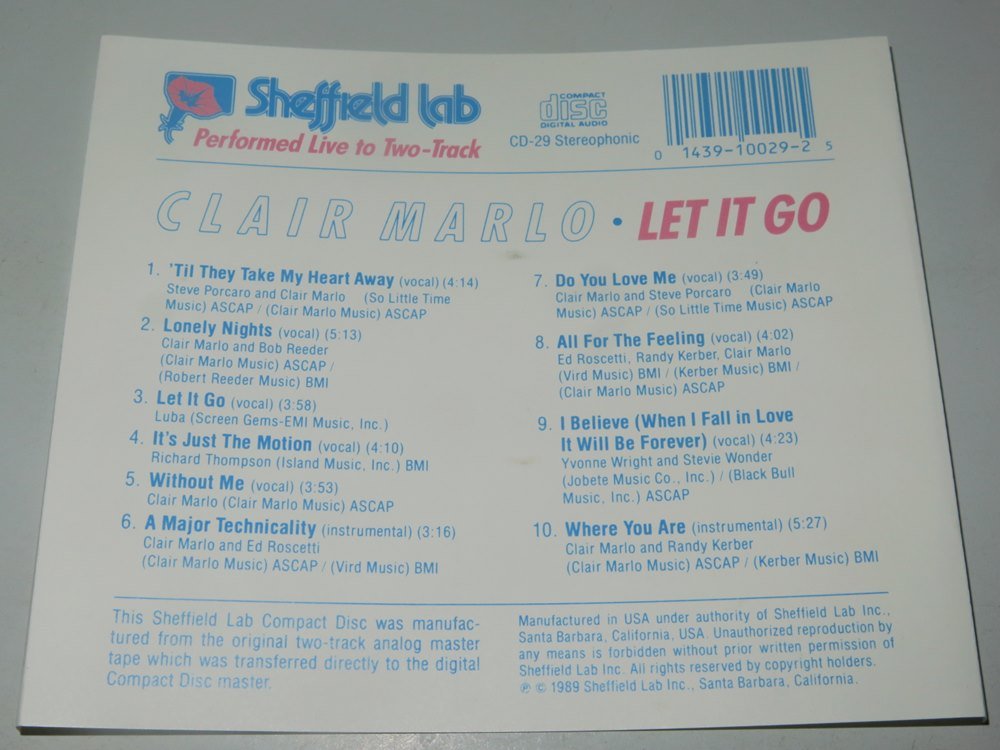 Sheffield Lab
Performed Live to Two-Track
COMPACT
disc
DIGITAL AUDIO
CD-29 Stereophonic
0 1439-10029-2 5
CLAIR MARLO · LET IT GO
1. 'Til They Take My Heart Away (vocal) (4:14)
Steve Porcaro and Clair Marlo (So Little Time
Music) ASCAP / (Clair Marlo Music) ASCAP
2. Lonely Nights (vocal) (5:13)
Clair Marlo and Bob Reeder
(Clair Marlo Music) ASCAP /
(Robert Reeder Music) BMI
3. Let It Go (vocal) (3:58)
Luba (Screen Gems-EMI Music, Inc.)
4. It's Just The Motion (vocal) (4:10)
Richard Thompson (Island Music, Inc.) BMI
5. Without Me (vocal) (3:53)
Clair Marlo (Clair Marlo Music) ASCAP
6. A Major Technicality (instrumental) (3:16)
Clair Marlo and Ed Roscetti
(Clair Marlo Music) ASCAP / (Vird Music) BMI
7. Do You Love Me (vocal) (3:49)
Clair Marlo and Steve Porcaro (Clair Marlo
Music) ASCAP / (So Little Time Music) ASCAP
8. All For The Feeling (vocal) (4:02)
Ed Roscetti, Randy Kerber, Clair Marlo
(Vird Music) BMI / (Kerber Music) BMI /
(Clair Marlo Music) ASCAP
9. I Believe (When I Fall in Love
It Will Be Forever) (vocal) (4:23)
Yvonne Wright and Stevie Wonder
(Jobete Music Co., Inc.) / (Black Bull
Music, Inc.) ASCAP
10. Where You Are (instrumental) (5:27)
Clair Marlo and Randy Kerber
(Clair Marlo Music) ASCAP / (Kerber Music) BMI
This Sheffield Lab Compact Disc was manufac-
tured from the original two-track analog master
tape which was transferred directly to the digital
Compact Disc master.
Manufactured in USA under authority of Sheffield Lab Inc.,
Santa Barbara, California, USA. Unauthorized reproduction by
any means is forbidden without prior written permission of
Sheffield Lab Inc. All rights reserved by copyright holders.
℗ © 1989 Sheffield Lab Inc., Santa Barbara, California.